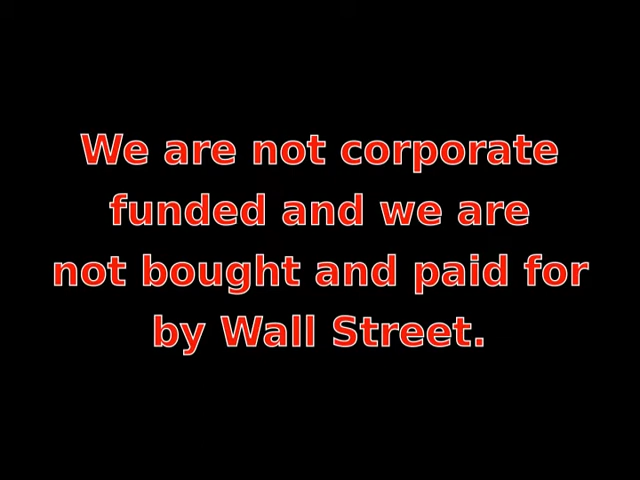 We are not corporate
funded and we are
not bought and paid for
by Wall Street.